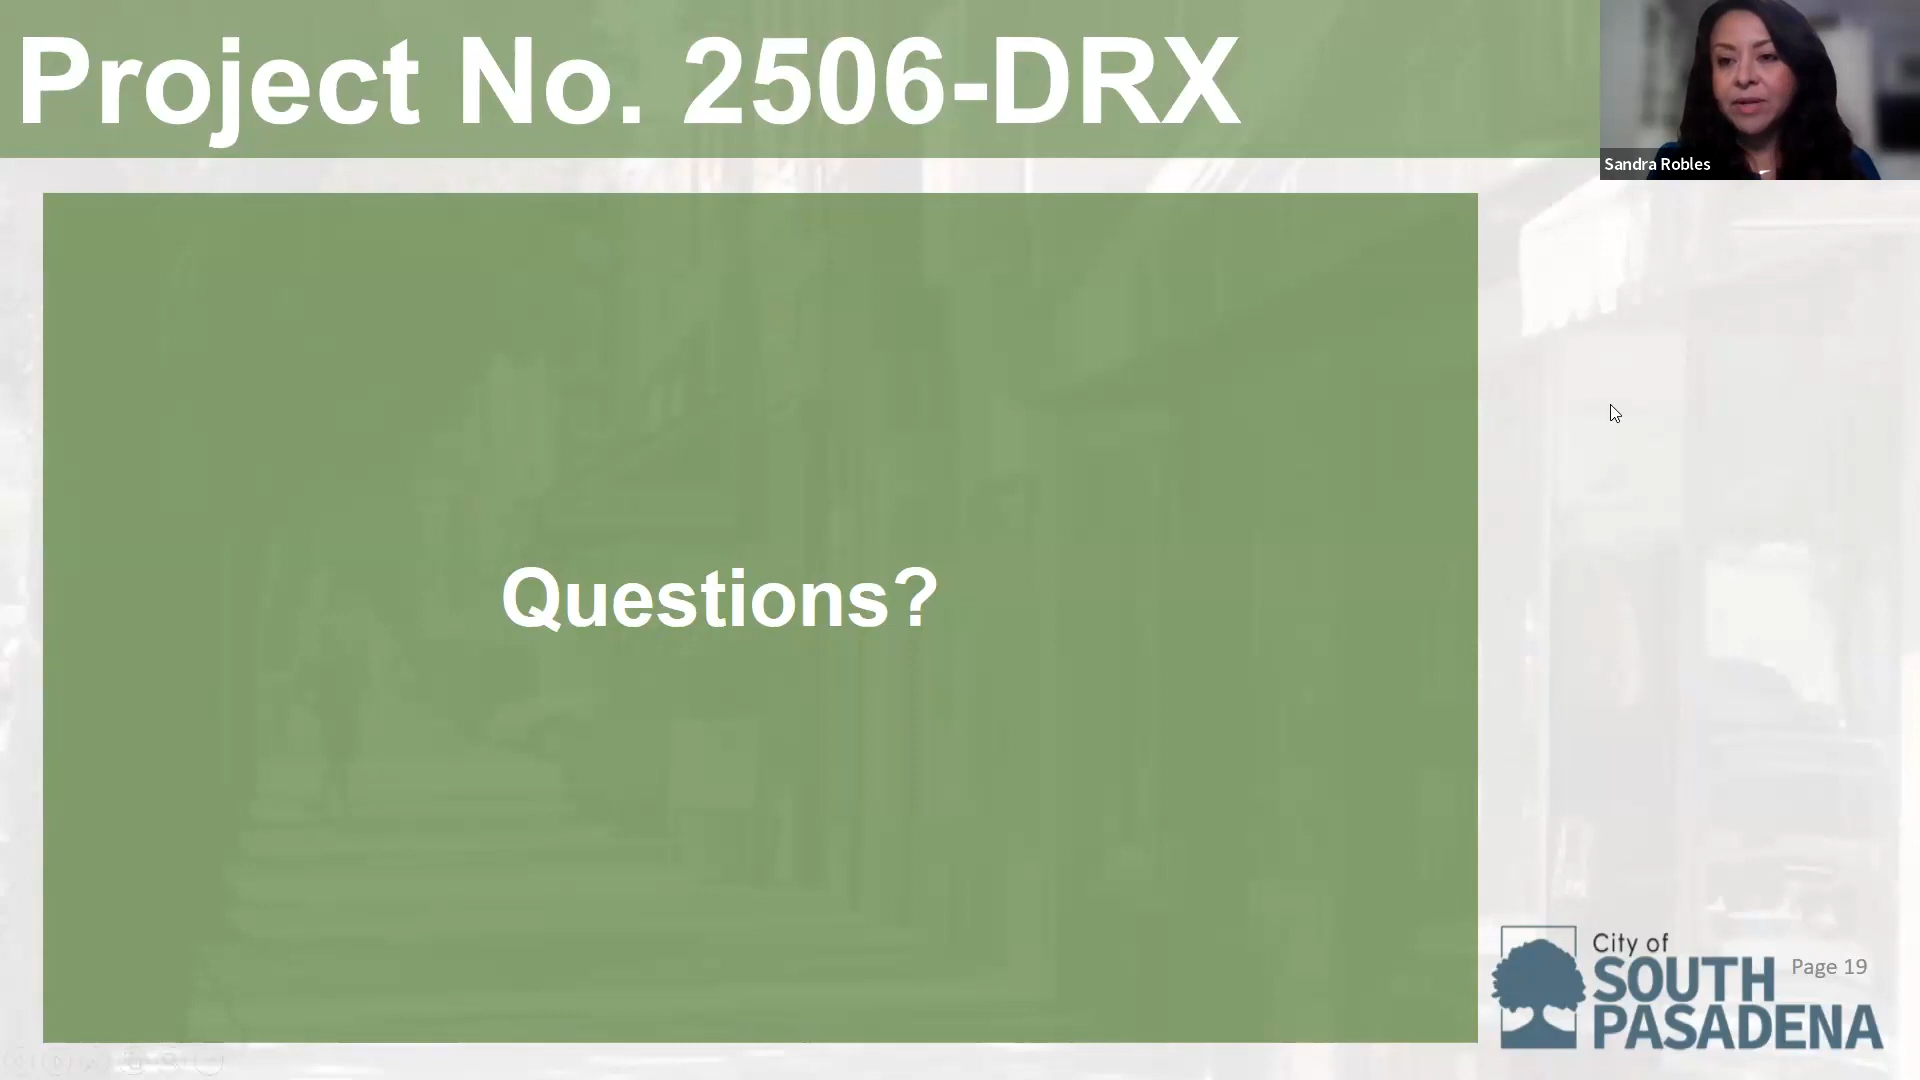 Project No. 2506-DRX
Sandra Robles
Questions?
City of
SOUTH
PASADENA
Page 19